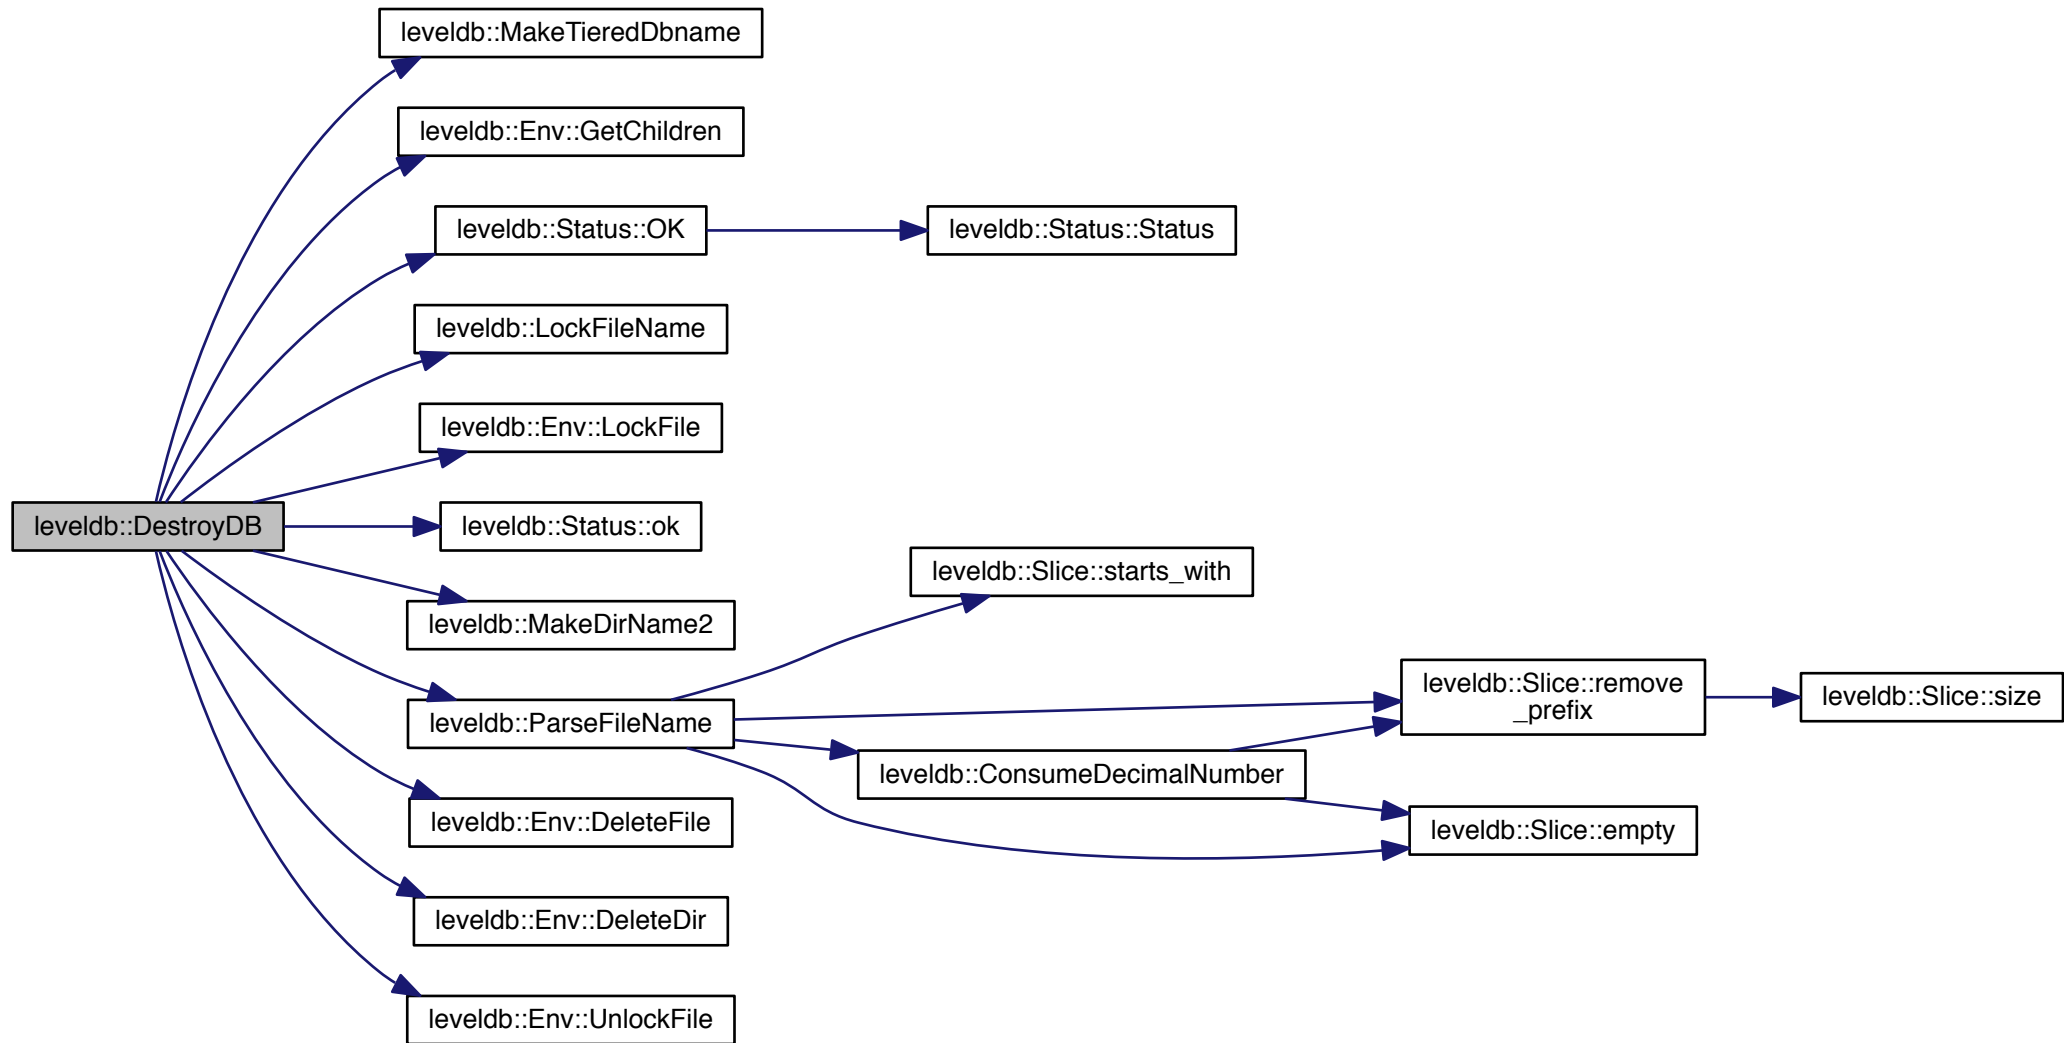 leveldb::MakeTieredDbname
leveldb::Env::GetChildren
leveldb::Status::OK
leveldb::Status::Status
leveldb::LockFileName
leveldb::Env::LockFile
leveldb::DestroyDB
leveldb::Status::ok
leveldb::MakeDirName2
leveldb::ParseFileName
leveldb::Slice::starts_with
leveldb::Slice::remove
_prefix
leveldb::Slice::size
leveldb::ConsumeDecimalNumber
leveldb::Slice::empty
leveldb::Env::DeleteFile
leveldb::Env::DeleteDir
leveldb::Env::UnlockFile